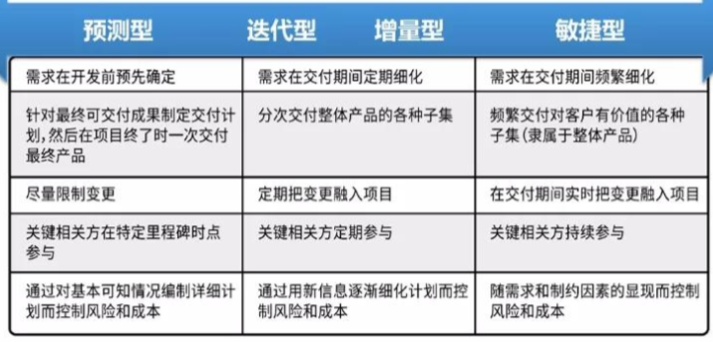 预测型 迭代型 增量型 敏捷型
需求在开发前预先确定
需求在交付期间定期细化
需求在交付期间频繁细化
针对最终可交付成果制定交付计
划,然后在项目终了时一次交付
最终产品
分次交付整体产品的各种子集
频繁交付对客户有价值的各种
子集(隶属于整体产品)
尽量限制变更
定期把变更融入项目
在交付期间实时把变更融入项目
关键相关方在特定里程碑时点
参与
关键相关方定期参与
关键相关方持续参与
通过对基本可知情况编制详细计
划而控制风险和成本
通过用新信息逐渐细化计划而控
制风险和成本
随需求和制约因素的显现而控制
风险和成本